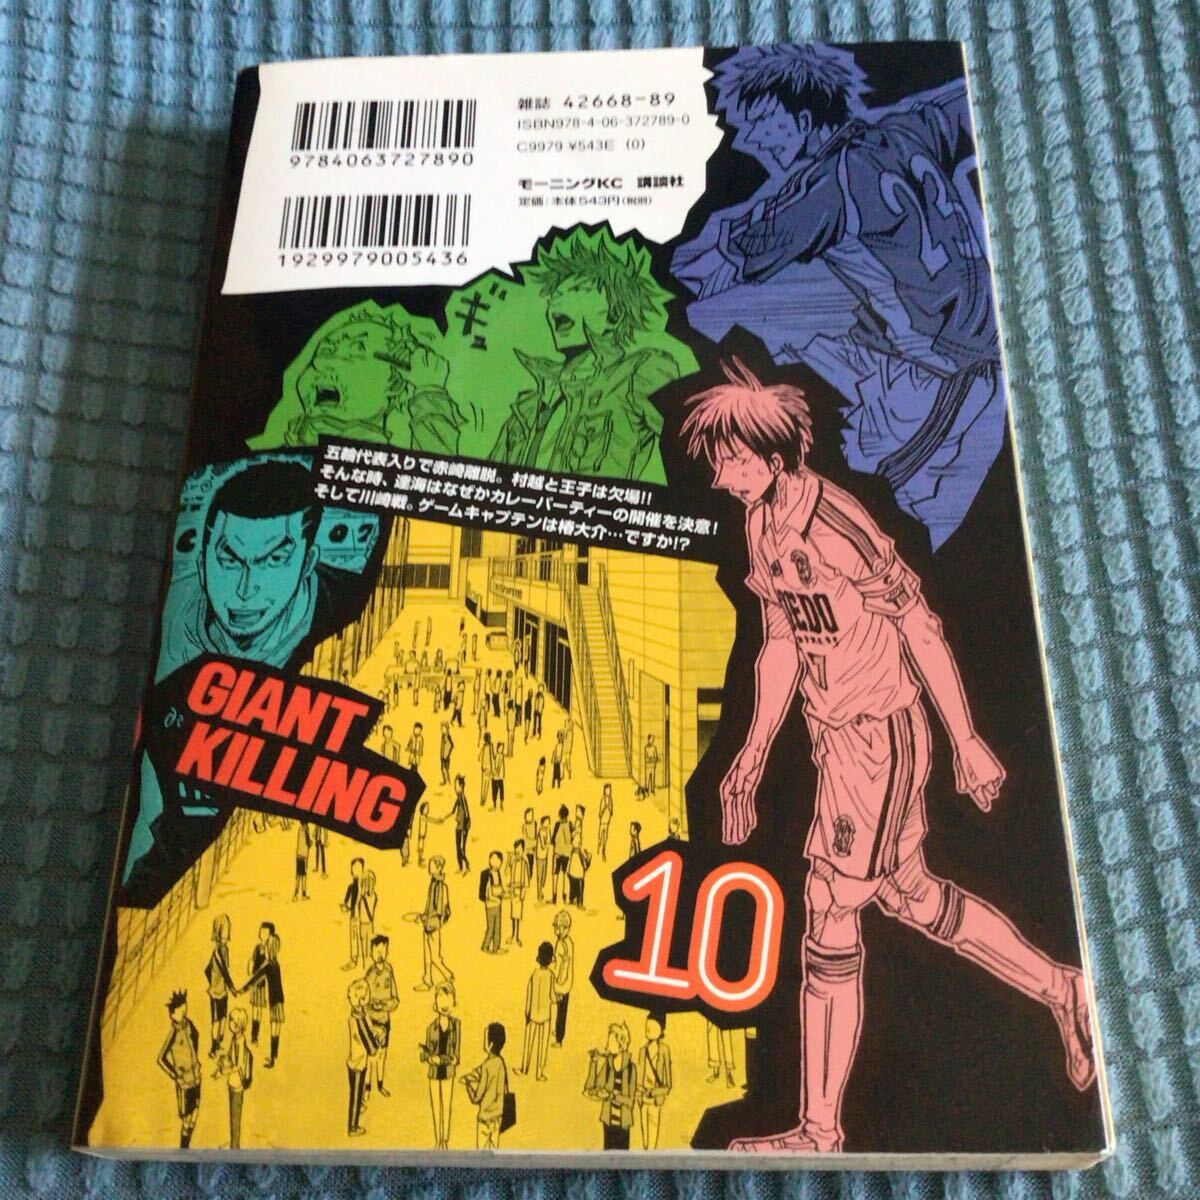 9784063727890
1929979005436
雑誌 42668-89
ISBN978-4-06-372789-0
C9979 ¥543E (0)
モーニングKC 講談社
定価:本体543円(税別)
ギュ
23
五輪代表入りで赤崎離脱。村越と王子は欠場!!
そんな時、達海はなぜかカレーパーティーの開催を決意!
そして川崎戦。ゲームキャプテンは椿大介…ですか!?
GIANT
KILLING
10
7